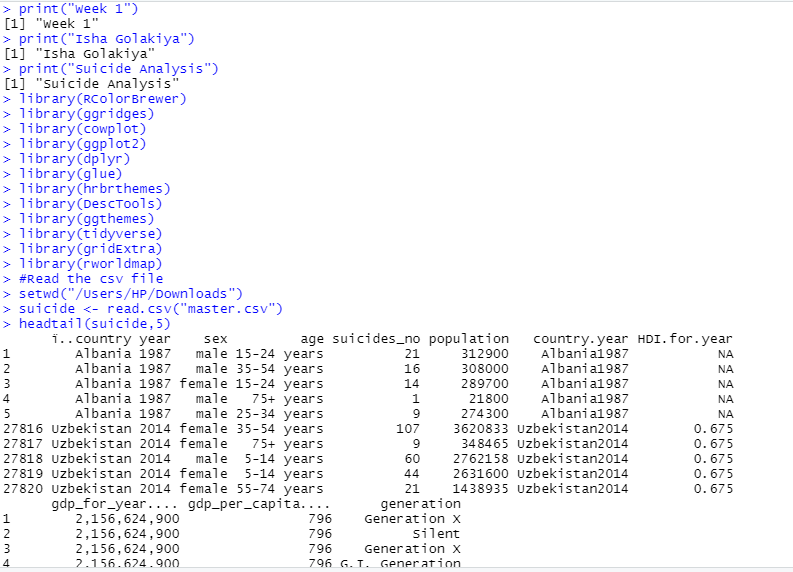 > print("Week 1")
[1] "Week 1"
> print("Isha Golakiya")
[1] "Isha Golakiya"
> print("Suicide Analysis")
[1] "Suicide Analysis"
> library(RColorBrewer)
> library(ggridges)
> library(cowplot)
> library(ggplot2)
> library(dplyr)
> library(glue)
> library(hrbrthemes)
> library(DescTools)
> library(ggthemes)
> library(tidyverse)
> library(gridExtra)
> library(rworldmap)
> #Read the csv file
> setwd("/Users/HP/Downloads")
> suicide <- read.csv("master.csv")
> headtail(suicide,5)
ï..country year sex age suicides_no population country.year HDI.for.year
1 Albania 1987 male 15-24 years 21 312900 Albania1987 NA
2 Albania 1987 male 35-54 years 16 308000 Albania1987 NA
3 Albania 1987 female 15-24 years 14 289700 Albania1987 NA
4 Albania 1987 male 75+ years 1 21800 Albania1987 NA
5 Albania 1987 male 25-34 years 9 274300 Albania1987 NA
27816 Uzbekistan 2014 female 35-54 years 107 3620833 Uzbekistan2014 0.675
27817 Uzbekistan 2014 female 75+ years 9 348465 Uzbekistan2014 0.675
27818 Uzbekistan 2014 male 5-14 years 60 2762158 Uzbekistan2014 0.675
27819 Uzbekistan 2014 female 5-14 years 44 2631600 Uzbekistan2014 0.675
27820 Uzbekistan 2014 female 55-74 years 21 1438935 Uzbekistan2014 0.675
gdp_for_year.... gdp_per_capita.... generation
1 2,156,624,900 796 Generation X
2 2,156,624,900 796 Silent
3 2,156,624,900 796 Generation X
4 2,156,624,900 796 G.I. Generation